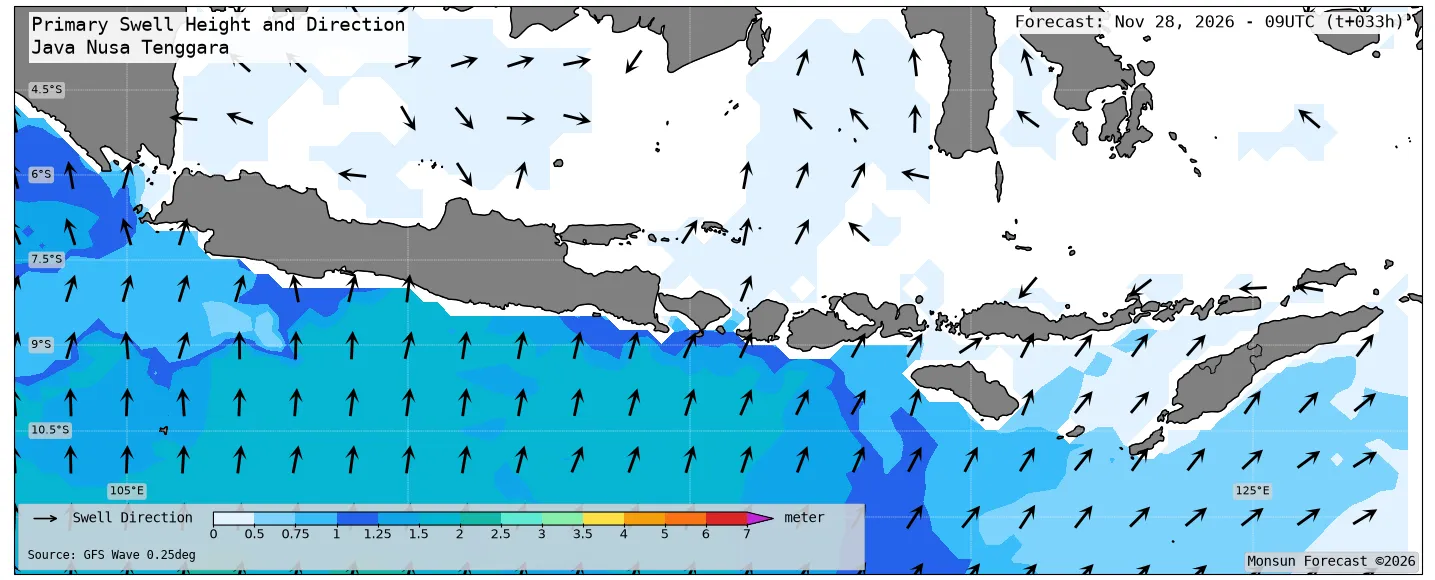 Primary Swell Height and Direction
Java Nusa Tenggara
Forecast: Nov 28, 2026 - 09UTC (t+033h)
4.5°S
6°S
7.5°S
9°S
10.5°S
105°E
125°E
Swell Direction
0 0.5 0.75 1 1.25 1.5 2 2.5 3 3.5 4 5 6 7
meter
Source: GFS Wave 0.25deg
Monsun Forecast ©2026